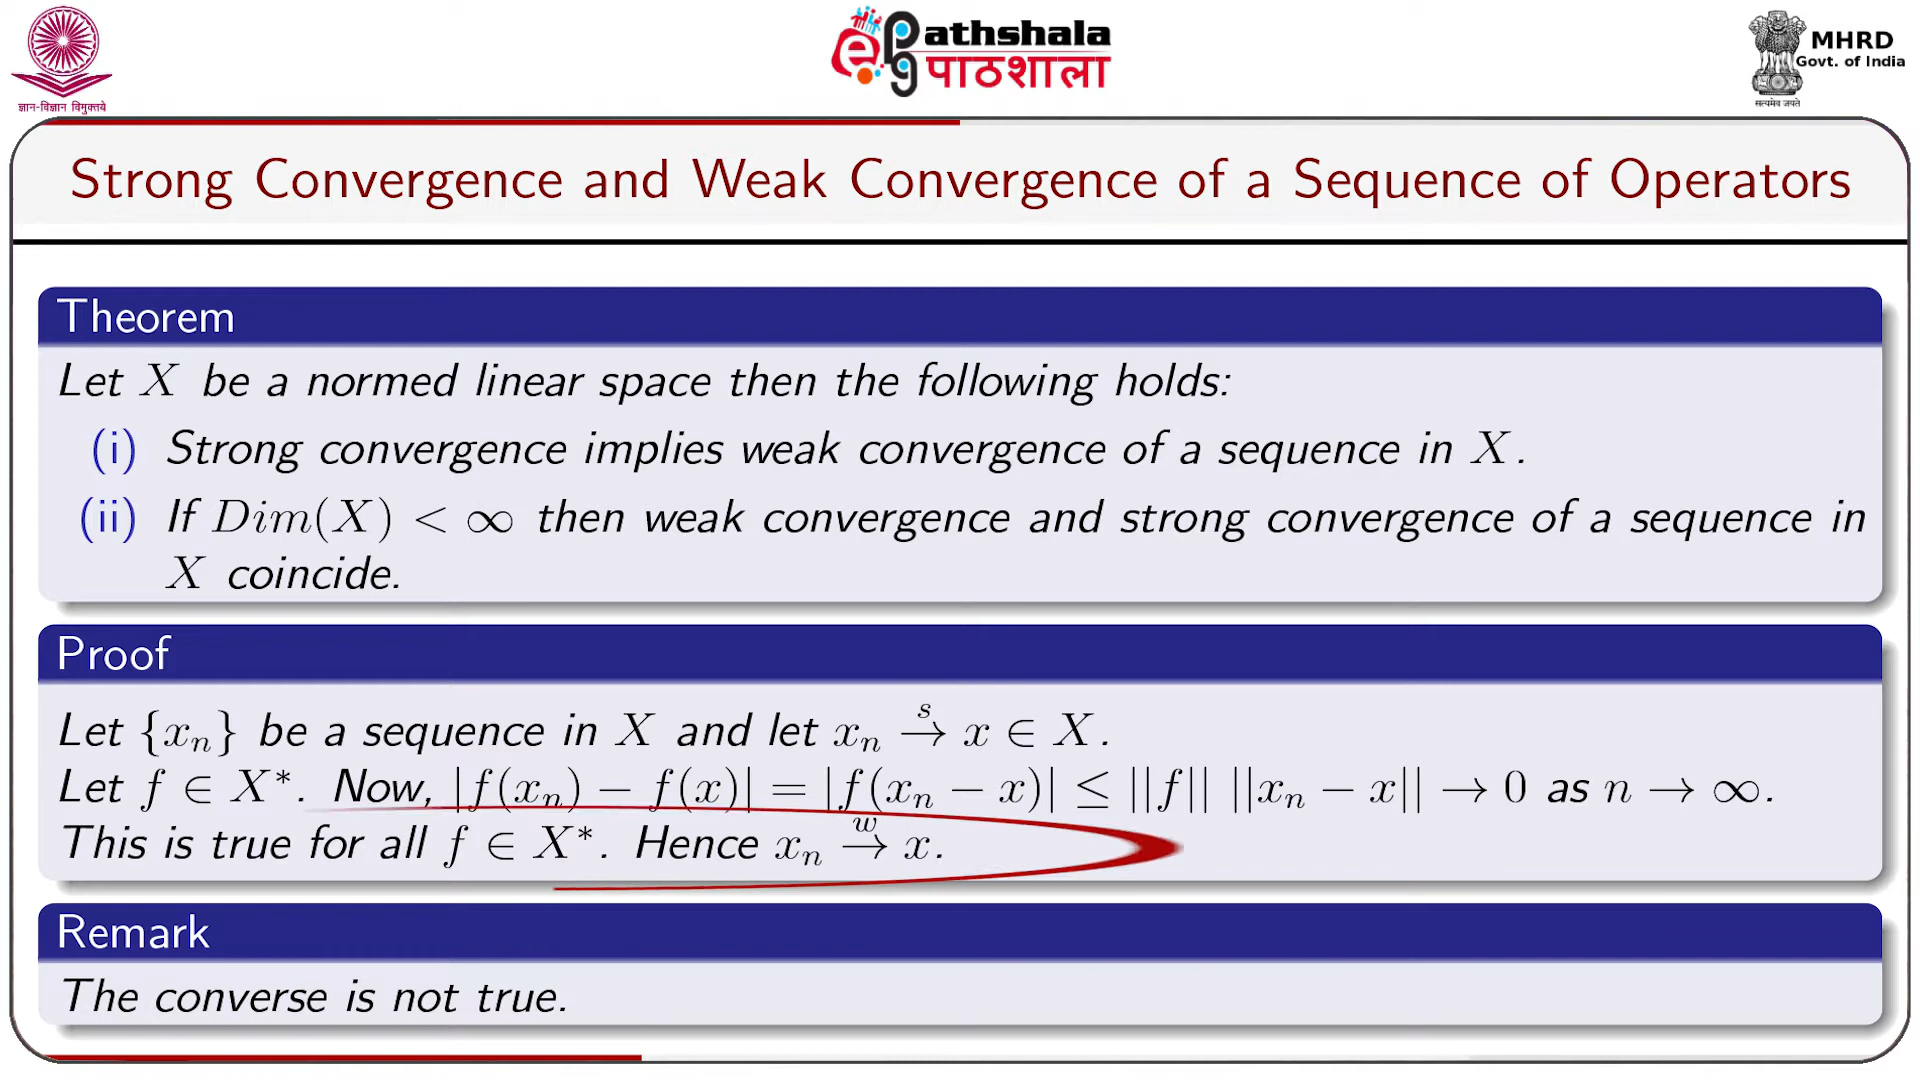 ज्ञान-विज्ञान विमुक्तये
ePathshala
पाठशाला
MHRD
Govt. of India
सत्यमेव जयते
Strong Convergence and Weak Convergence of a Sequence of Operators
Theorem
Let X be a normed linear space then the following holds:
(i) Strong convergence implies weak convergence of a sequence in X.
(ii) If Dim(X) < ∞ then weak convergence and strong convergence of a sequence in
X coincide.
Proof
Let {xₙ} be a sequence in X and let xₙ →ˢ x ∈ X.
Let f ∈ X*. Now, |f(xₙ) − f(x)| = |f(xₙ − x)| ≤ ||f|| ||xₙ − x|| → 0 as n → ∞.
This is true for all f ∈ X*. Hence xₙ →ʷ x.
Remark
The converse is not true.